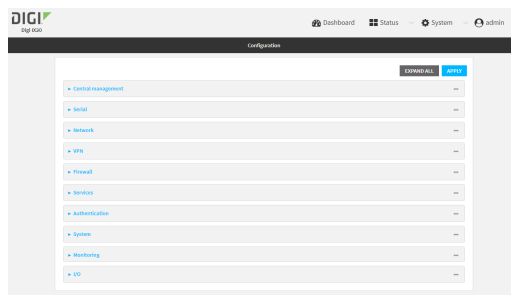 DIGI
Digi IX20
Dashboard Status System admin
Configuration
EXPAND ALL APPLY
Central management
Serial
Network
VPN
Firewall
Services
Authentication
System
Monitoring
I/O